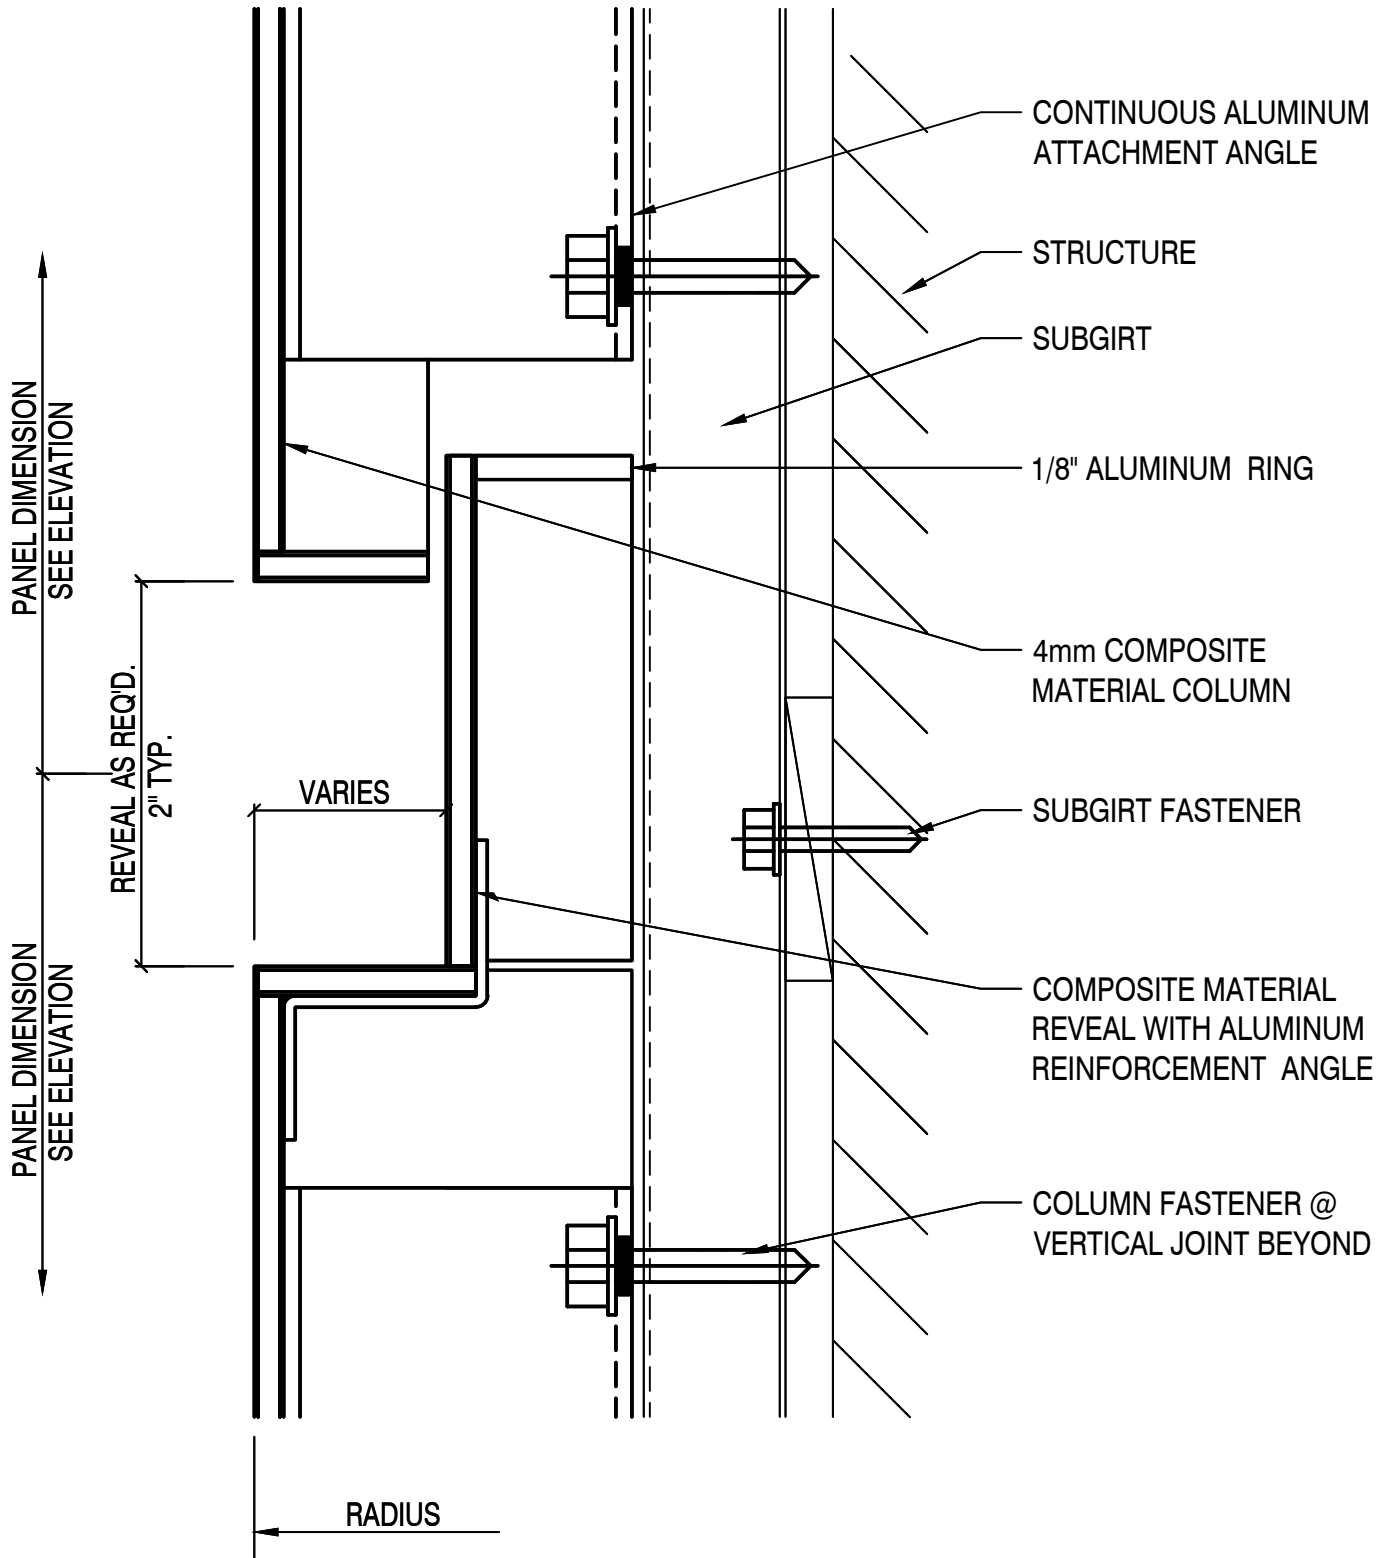 CONTINUOUS ALUMINUM
ATTACHMENT ANGLE
STRUCTURE
SUBGIRT
1/8" ALUMINUM RING
4mm COMPOSITE
MATERIAL COLUMN
SUBGIRT FASTENER
COMPOSITE MATERIAL
REVEAL WITH ALUMINUM
REINFORCEMENT ANGLE
COLUMN FASTENER @
VERTICAL JOINT BEYOND
PANEL DIMENSION
SEE ELEVATION
REVEAL AS REQ'D.
2" TYP.
VARIES
PANEL DIMENSION
SEE ELEVATION
RADIUS